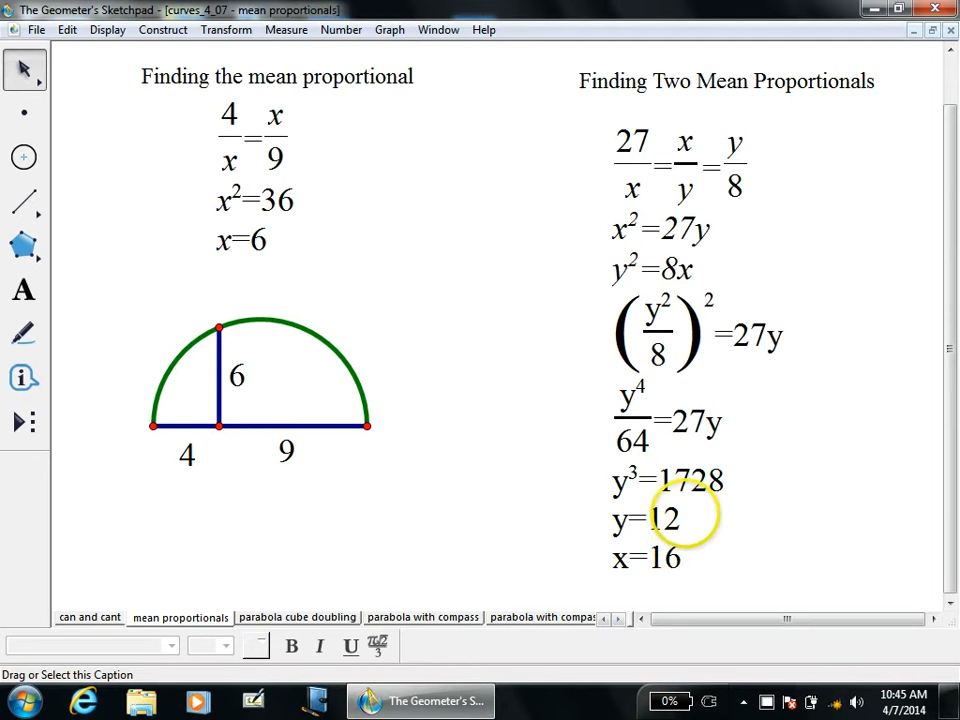 The Geometer's Sketchpad - [curves_4_07 - mean proportionals]
File Edit Display Construct Transform Measure Number Graph Window Help
Finding the mean proportional
4/x = x/9
x²=36
x=6
6
4 9
Finding Two Mean Proportionals
27/x = x/y = y/8
x²=27y
y²=8x
(y²/8)²=27y
y⁴/64=27y
y³=1728
y=12
x=16
can and cant mean proportionals parabola cube doubling parabola with compass parabola with compas
B I U π√2/3
Drag or Select this Caption
The Geometer's S... 0% 10:45 AM
4/7/2014